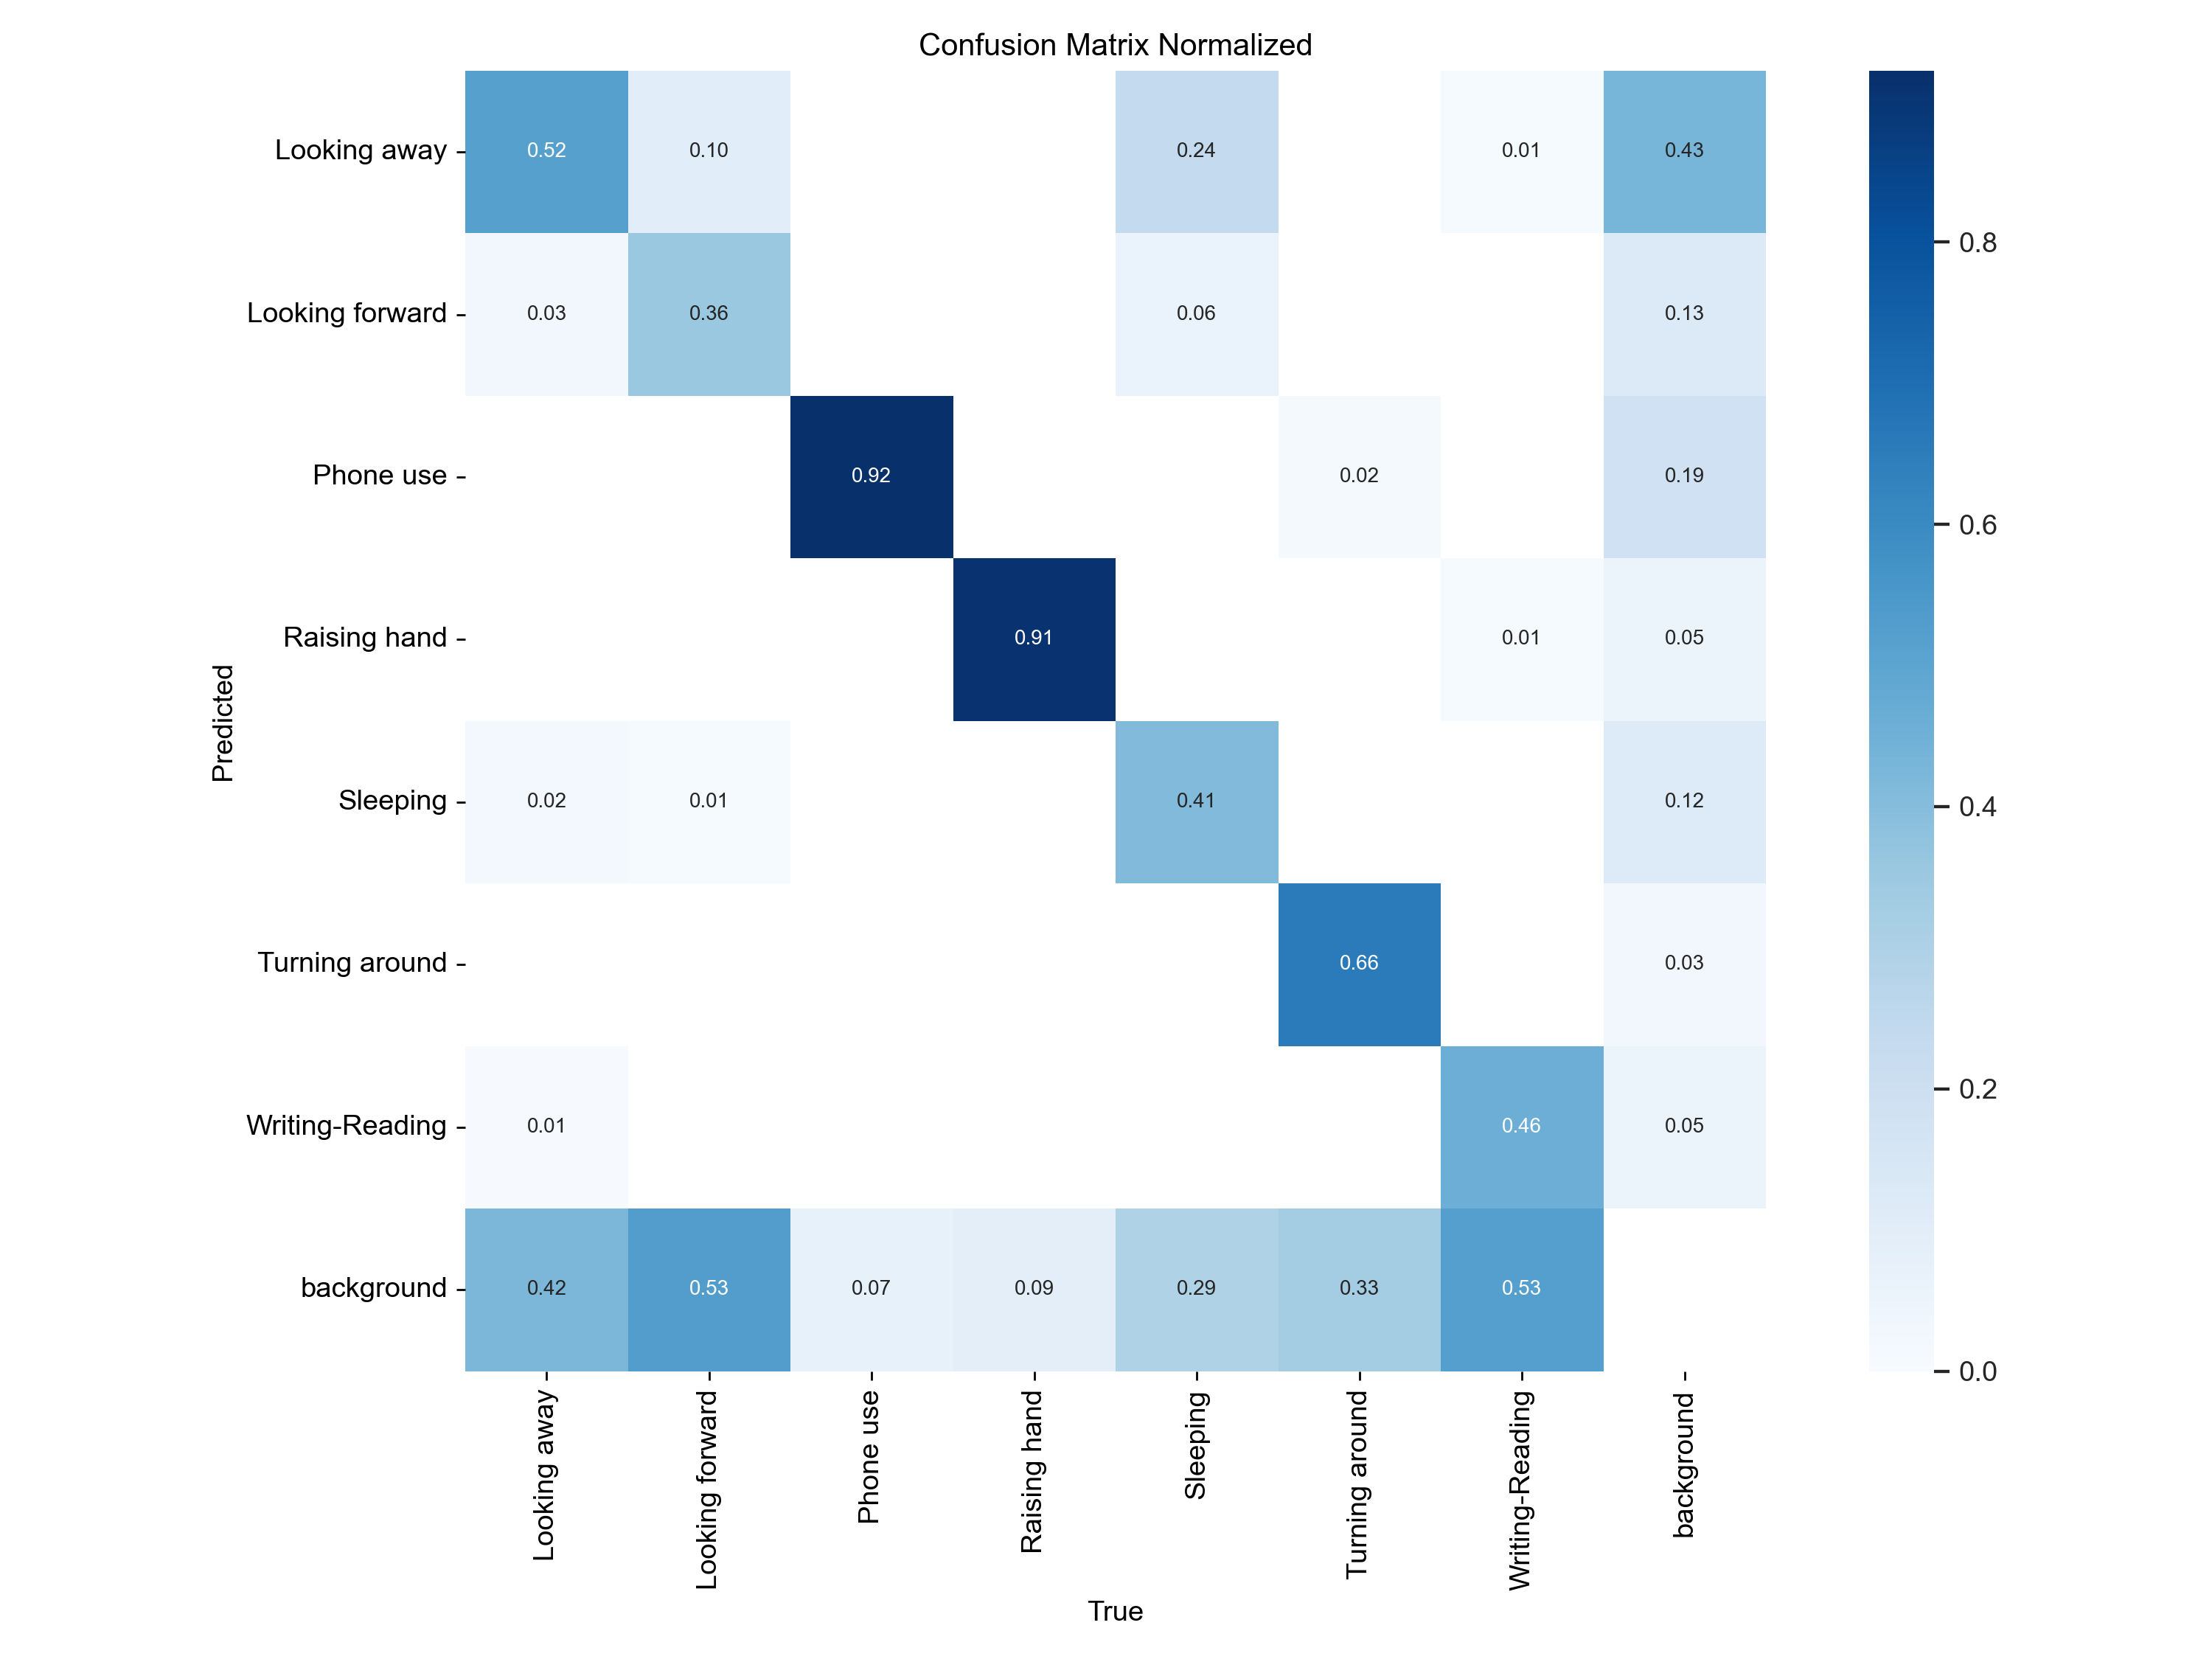 Confusion Matrix Normalized
Looking away 0.52 0.10 0.24 0.01 0.43
0.8
Looking forward 0.03 0.36 0.06 0.13
Phone use 0.92 0.02 0.19
0.6
Raising hand 0.91 0.01 0.05
Predicted
Sleeping 0.02 0.01 0.41 0.12
0.4
Turning around 0.66 0.03
Writing-Reading 0.01 0.46 0.05
0.2
background 0.42 0.53 0.07 0.09 0.29 0.33 0.53
0.0
Looking away
Looking forward
Phone use
Raising hand
Sleeping
Turning around
Writing-Reading
background
True